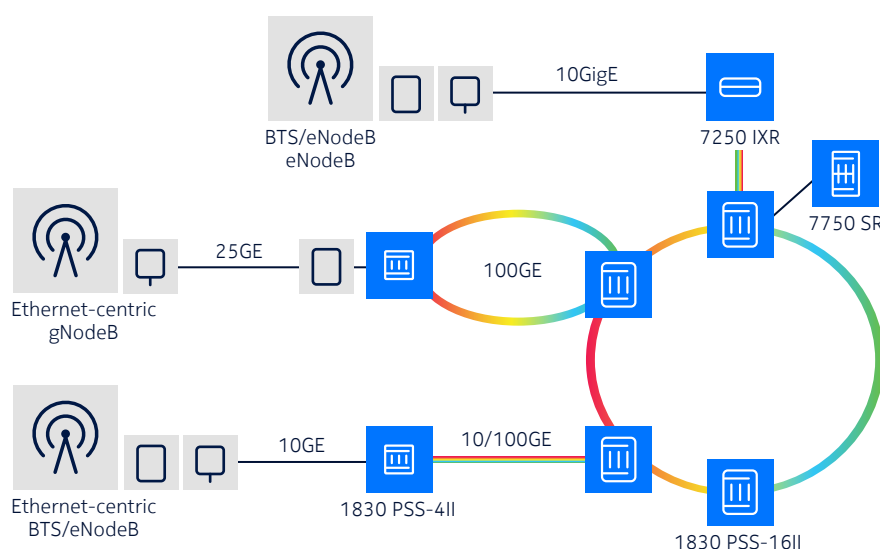 10GigE
BTS/eNodeB
eNodeB
7250 IXR
7750 SR
25GE
100GE
Ethernet-centric
gNodeB
10GE
10/100GE
Ethernet-centric
BTS/eNodeB
1830 PSS-4II
1830 PSS-16II